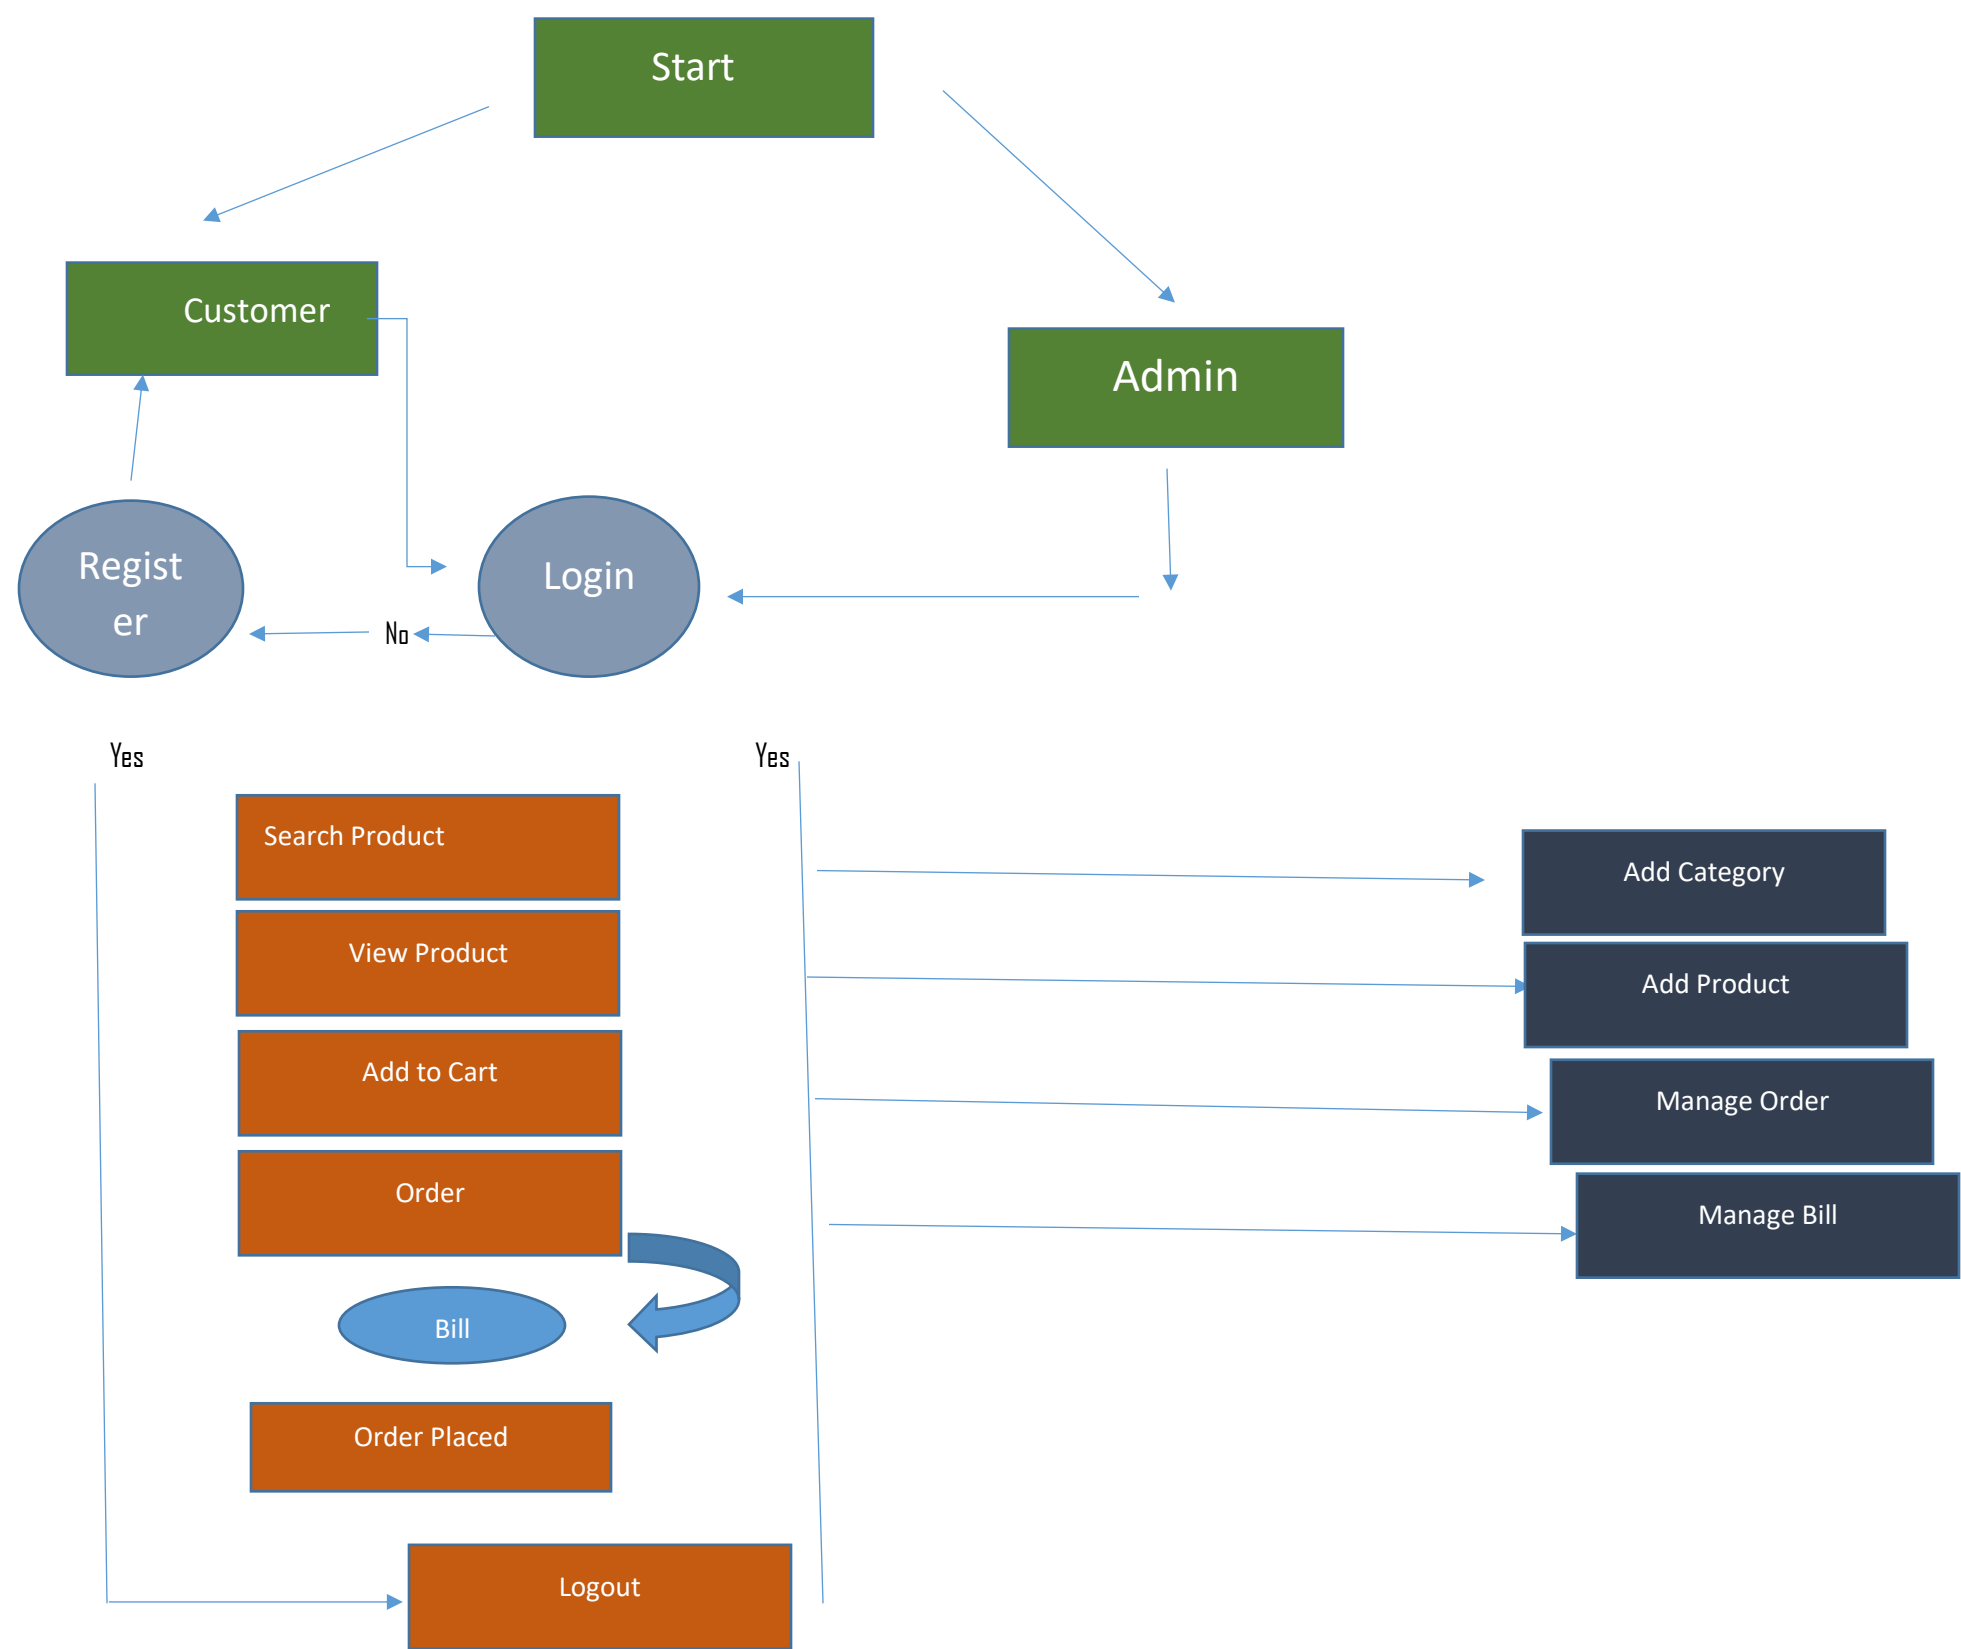 Start
Customer
Admin
Regist
er
Login
No
Yes
Yes
Search Product
View Product
Add to Cart
Order
Bill
Order Placed
Logout
Add Category
Add Product
Manage Order
Manage Bill